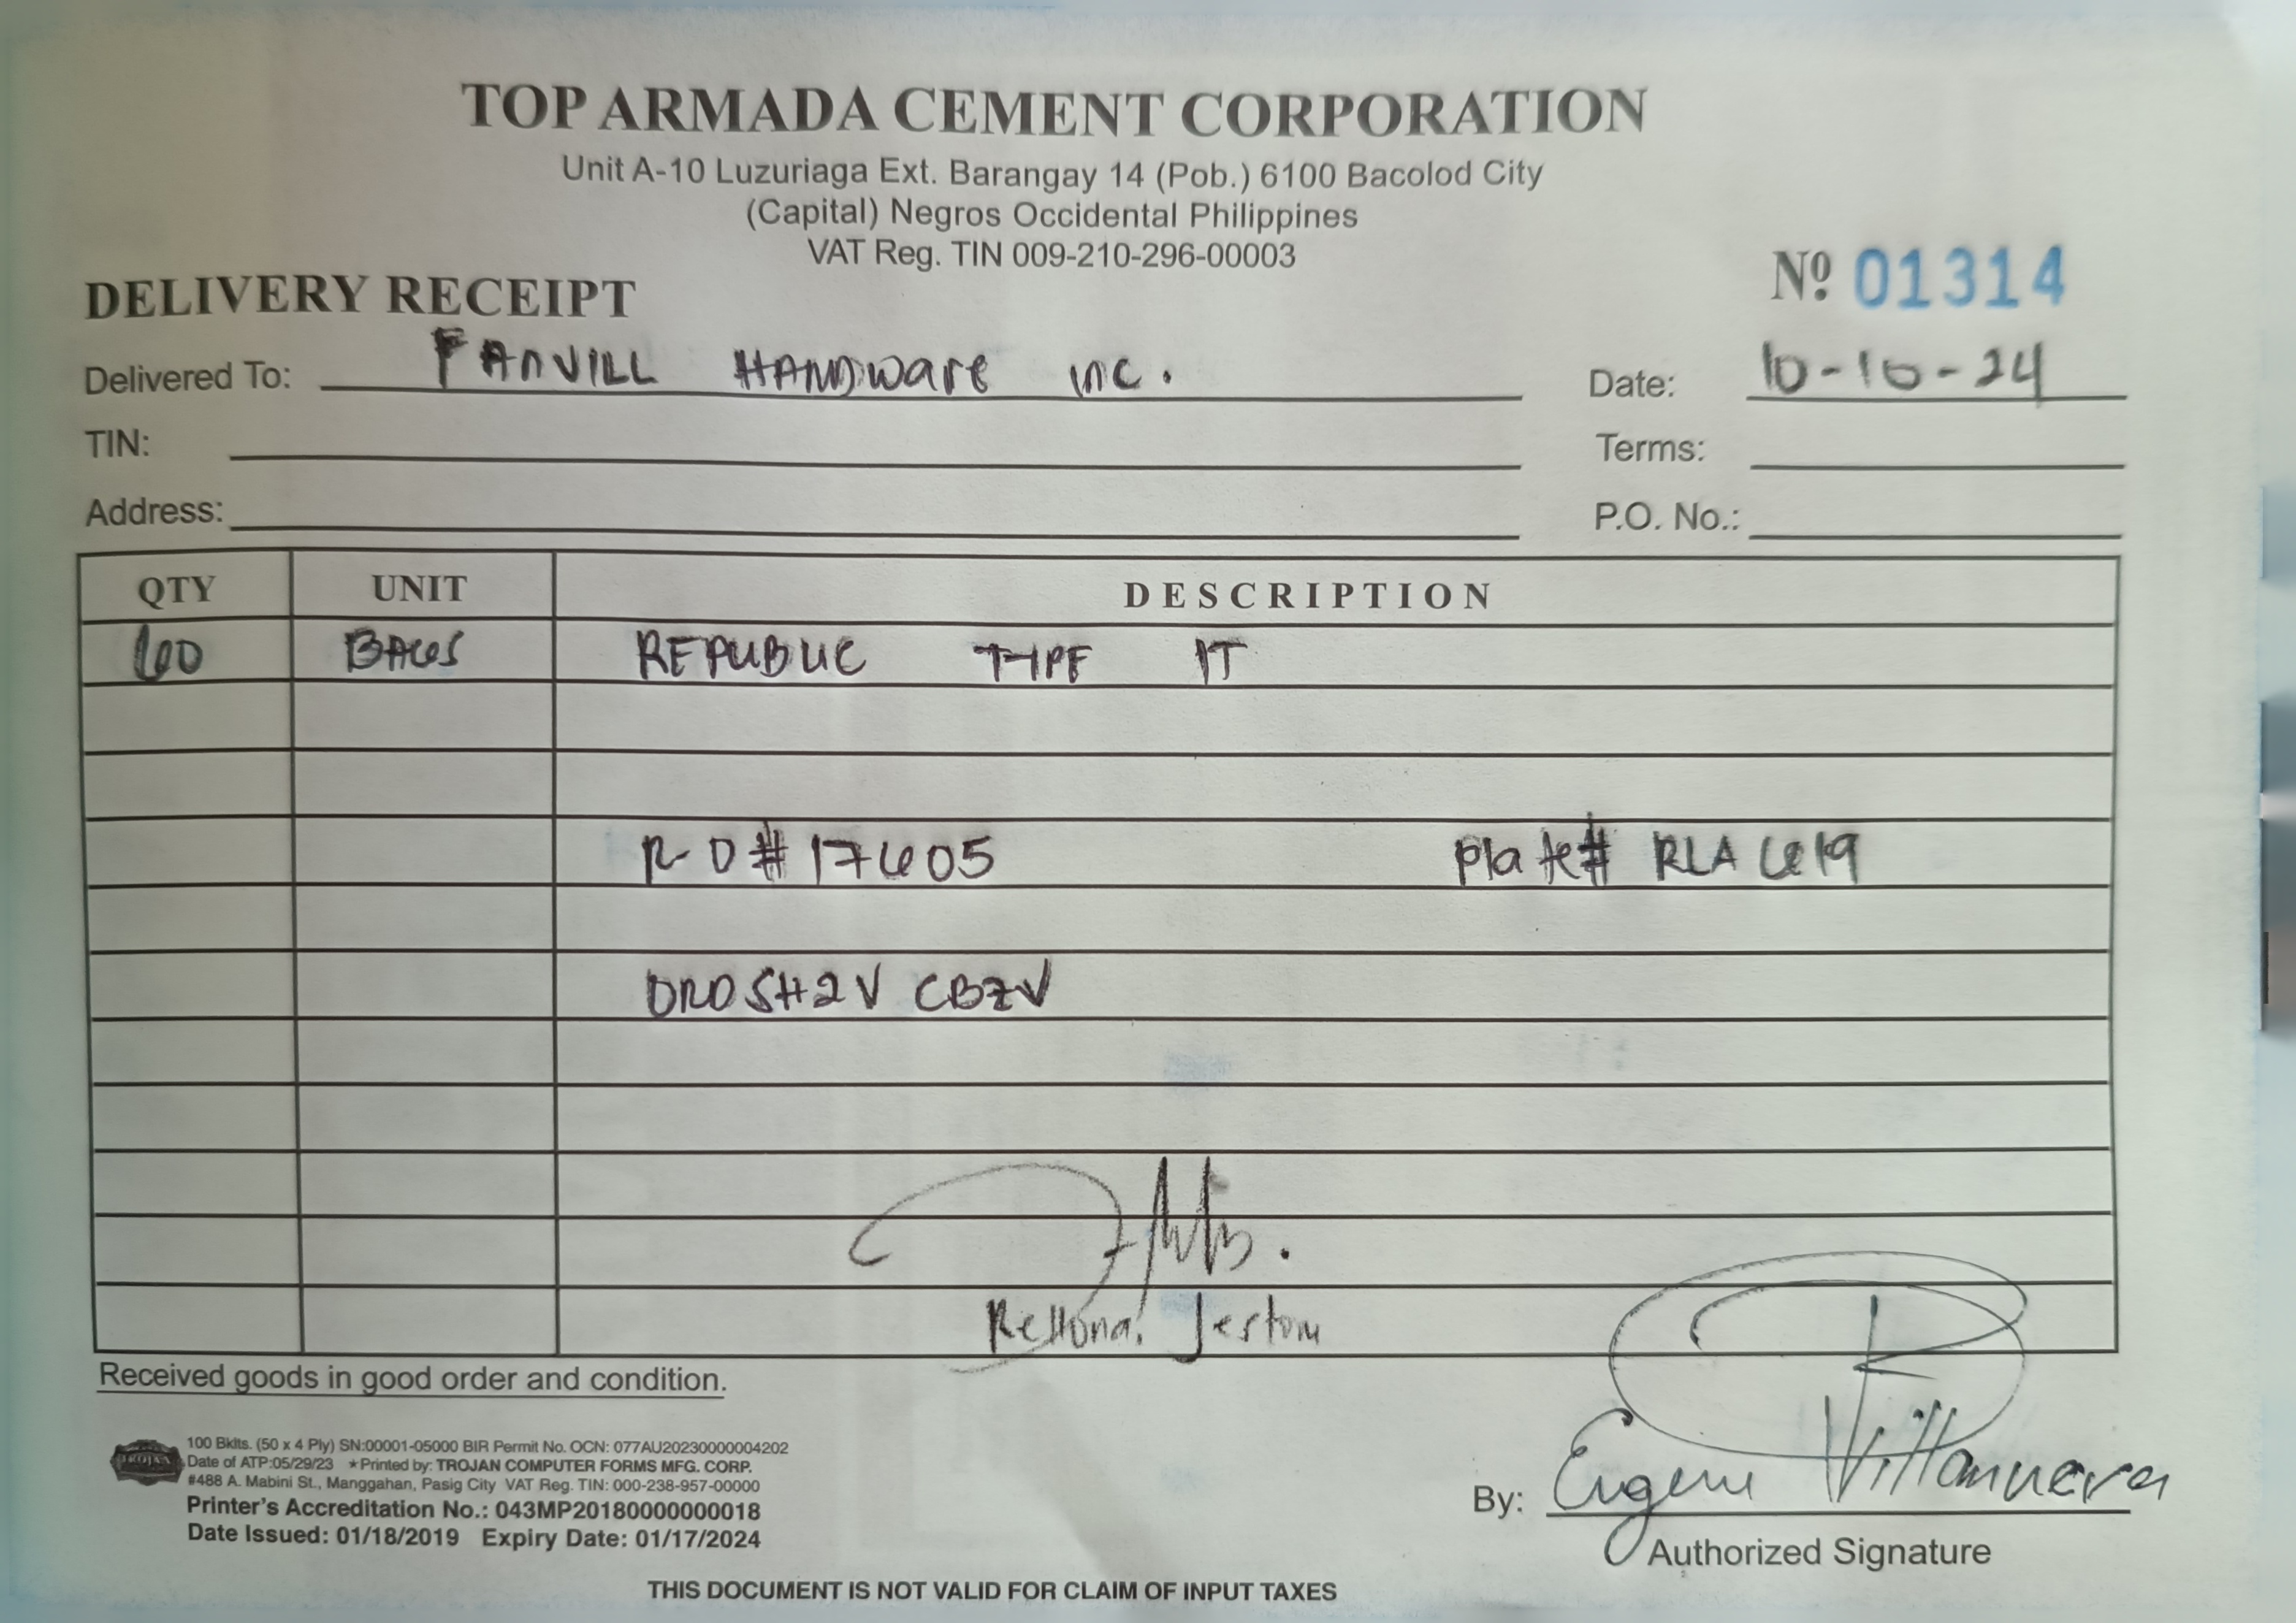 TOP ARMADA CEMENT CORPORATION
Unit A-10 Luzuriaga Ext. Barangay 14 (Pob.) 6100 Bacolod City
(Capital) Negros Occidental Philippines
VAT Reg. TIN 009-210-296-00003
Nº 01314
DELIVERY RECEIPT
Delivered To: FANVILL HARDWARE INC. Date: 10-10-24
TIN: Terms:
Address: P.O. No.:
QTY UNIT DESCRIPTION
BAGS REPUBLIC TYPE 1T
17605 Plate# RLA 619
CBZV
Jestoni
Received goods in good order and condition.
TROJAN
100 Bklts. (50 x 4 Ply) SN:00001-05000 BIR Permit No. OCN: 077AU20230000004202
Date of ATP:05/29/23 ★Printed by: TROJAN COMPUTER FORMS MFG. CORP.
#488 A. Mabini St., Manggahan, Pasig City VAT Reg. TIN: 000-238-957-00000
Printer's Accreditation No.: 043MP20180000000018
Date Issued: 01/18/2019 Expiry Date: 01/17/2024
By: Eugene Villanueva
Authorized Signature
THIS DOCUMENT IS NOT VALID FOR CLAIM OF INPUT TAXES